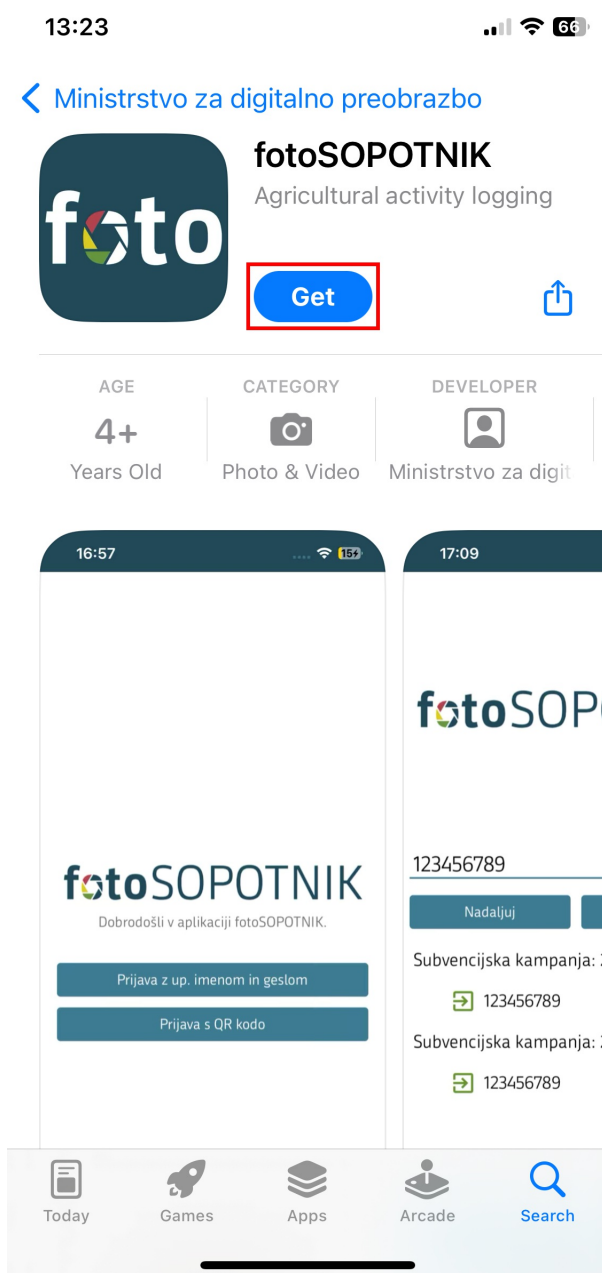 13:23
66
Ministrstvo za digitalno preobrazbo
foto
fotoSOPOTNIK
Agricultural activity logging
Get
AGE
4+
Years Old
CATEGORY
Photo & Video
DEVELOPER
Ministrstvo za digit
16:57
15
fotoSOPOTNIK
Dobrodošli v aplikaciji fotoSOPOTNIK.
Prijava z up. imenom in geslom
Prijava s QR kodo
17:09
fotoSOP
123456789
Nadaljuj
Subvencijska kampanja:
123456789
Subvencijska kampanja:
123456789
Today
Games
Apps
Arcade
Search